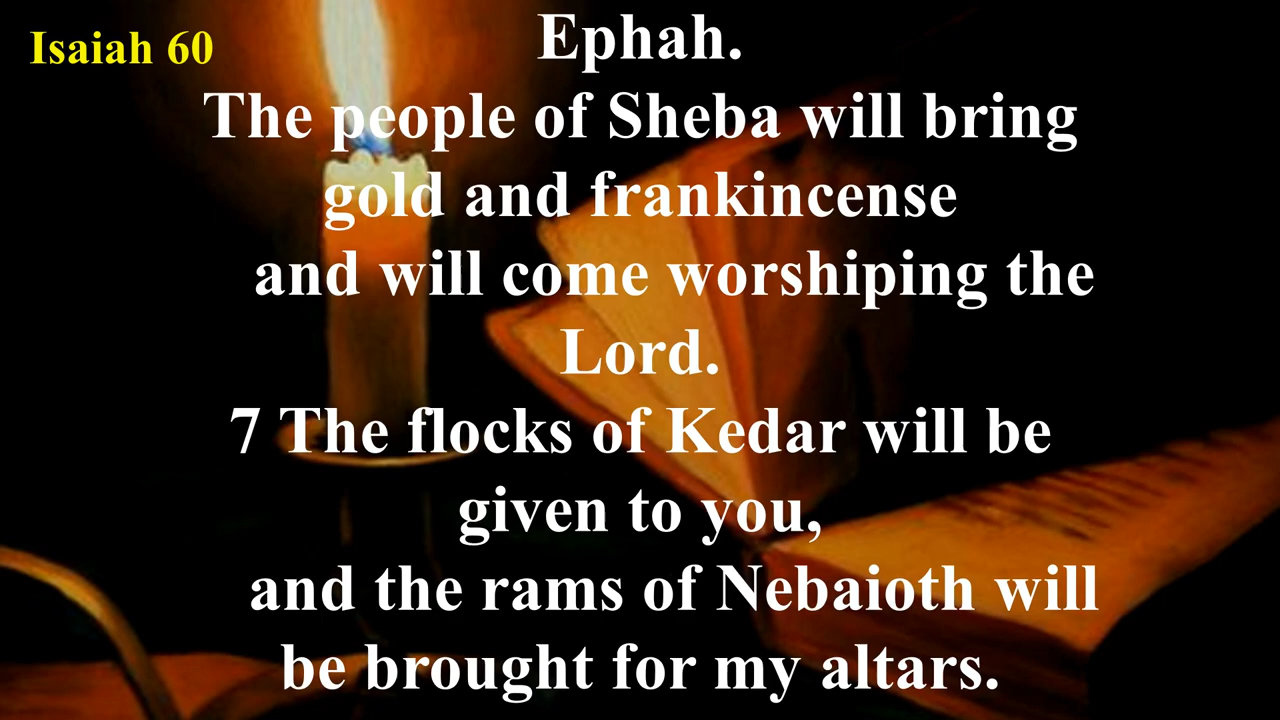 Isaiah 60
Ephah.
The people of Sheba will bring
gold and frankincense
and will come worshiping the
Lord.
7 The flocks of Kedar will be
given to you,
and the rams of Nebaioth will
be brought for my altars.